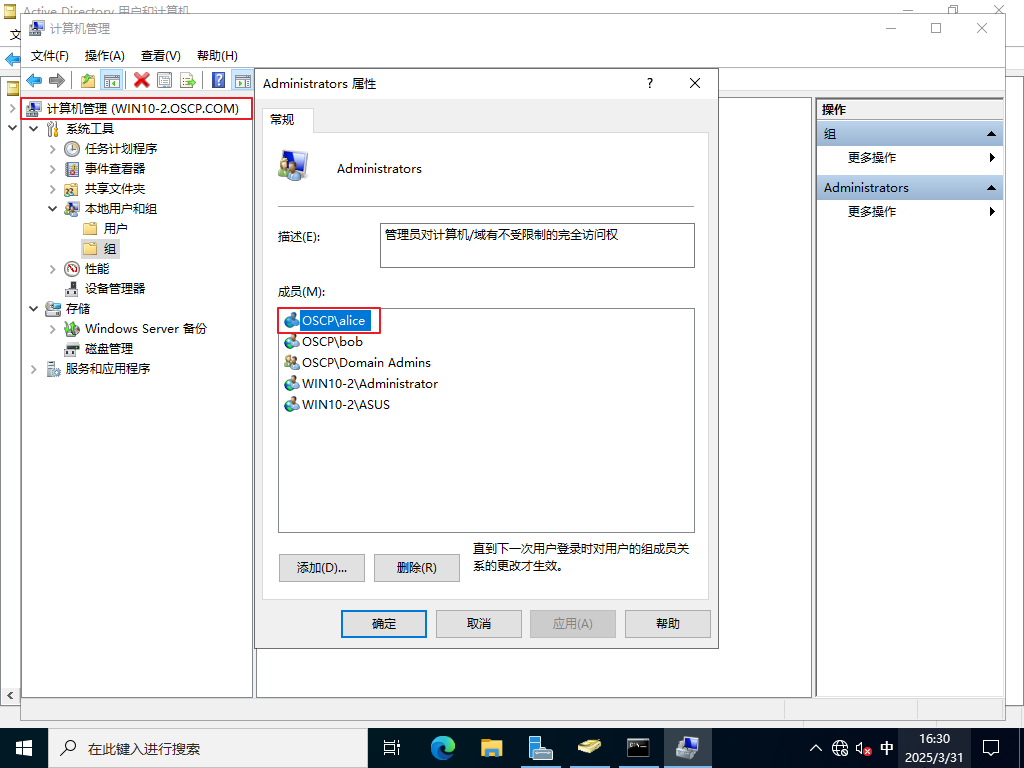 Active Directory 用户和计算机
文
计算机管理
文件(F)
操作(A)
查看(V)
帮助(H)
计算机管理 (WIN10-2.OSCP.COM)
系统工具
任务计划程序
事件查看器
共享文件夹
本地用户和组
用户
组
性能
设备管理器
存储
Windows Server 备份
磁盘管理
服务和应用程序
Administrators 属性
?
常规
Administrators
描述(E):
管理员对计算机/域有不受限制的完全访问权
成员(M):
OSCP\alice
OSCP\bob
OSCP\Domain Admins
WIN10-2\Administrator
WIN10-2\ASUS
添加(D)...
删除(R)
直到下一次用户登录时对用户的组成员关
系的更改才生效。
确定
取消
应用(A)
帮助
操作
组
更多操作
Administrators
更多操作
在此键入进行搜索
中
16:30
2025/3/31